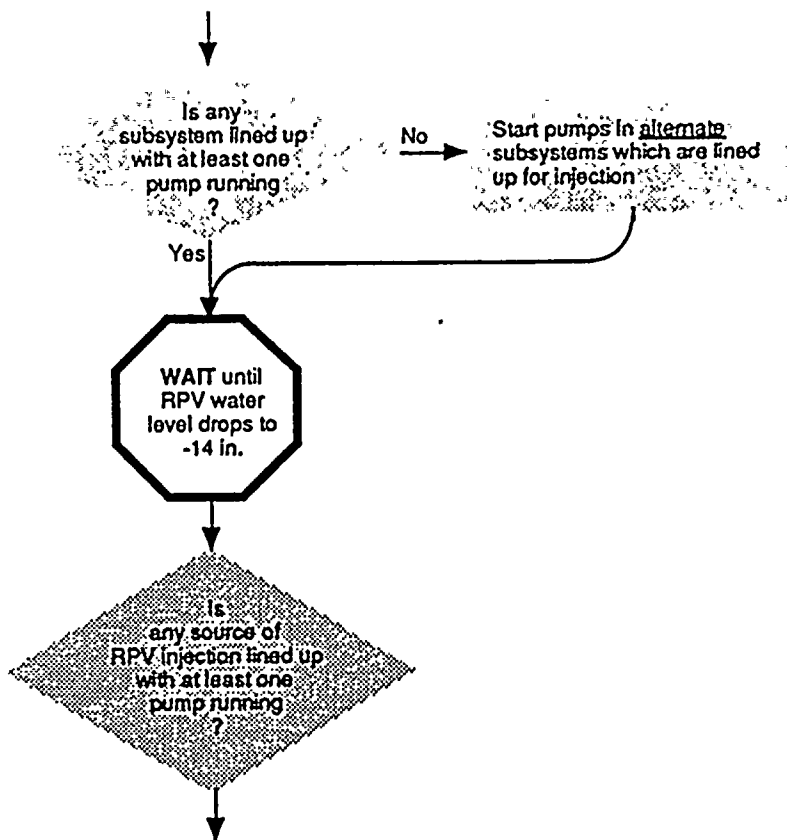 Is any
subsystem lined up
with at least one
pump running
?
No
Start pumps in alternate
subsystems which are lined
up for injection
Yes
WAIT until
RPV water
level drops to
-14 in.
Is
any source of
RPV injection lined up
with at least one
pump running
?